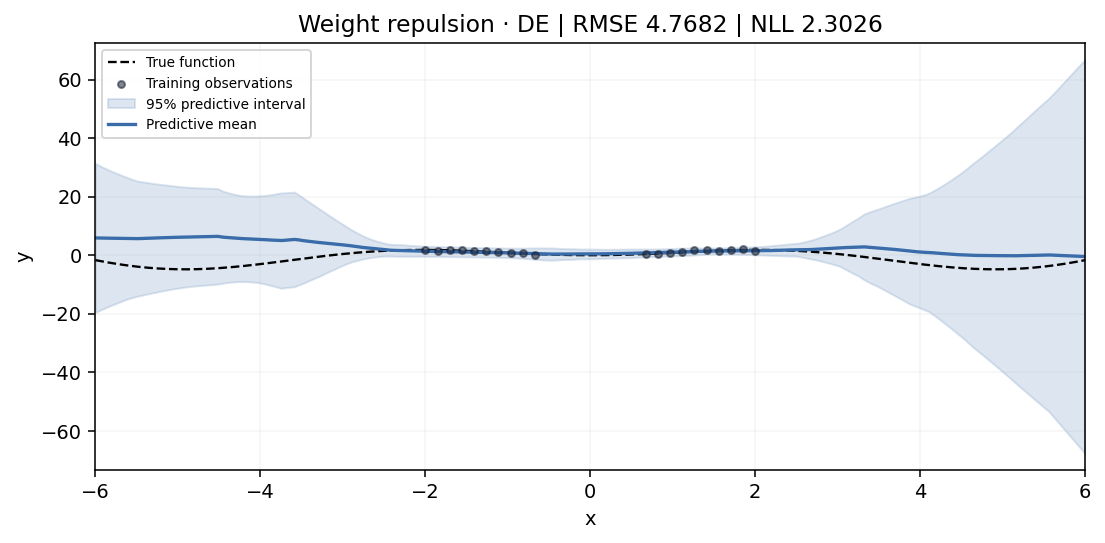 Weight repulsion · DE | RMSE 4.7682 | NLL 2.3026
True function
Training observations
95% predictive interval
Predictive mean
60
40
20
0
−20
−40
−60
y
−6
−4
−2
0
2
4
6
x